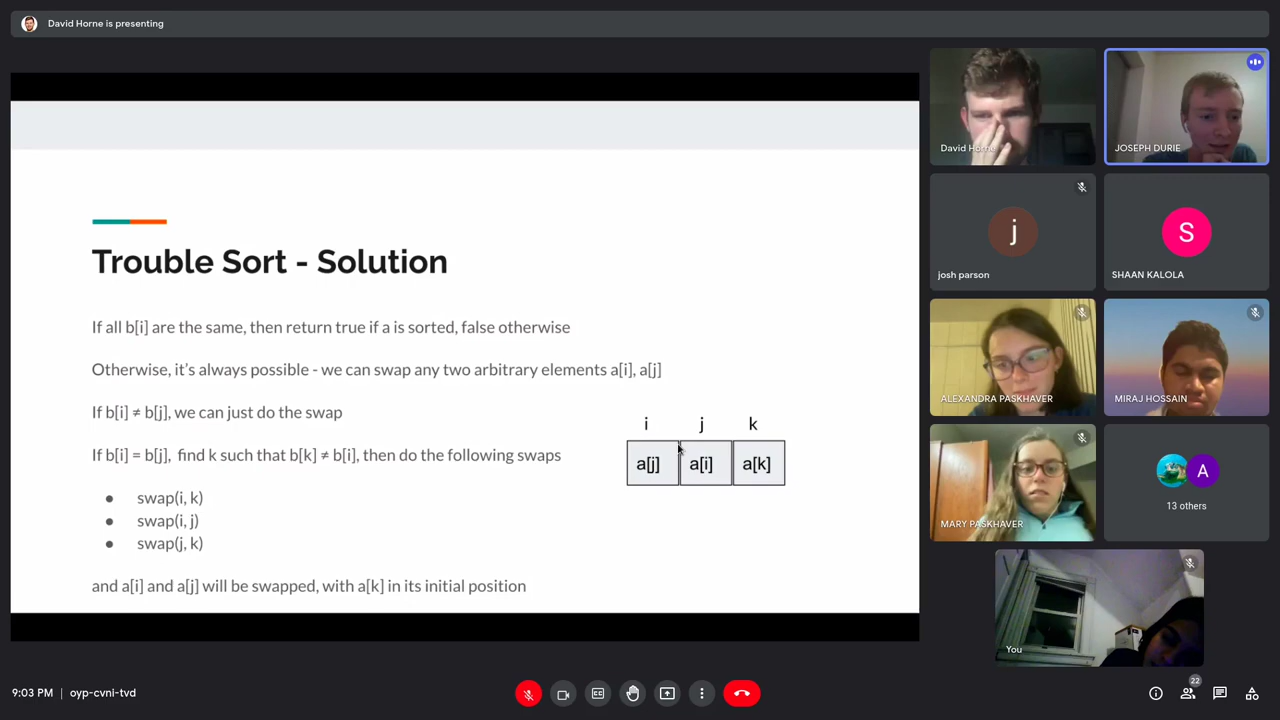 David Horne is presenting
Trouble Sort - Solution
If all b[i] are the same, then return true if a is sorted, false otherwise
Otherwise, it's always possible - we can swap any two arbitrary elements a[i], a[j]
If b[i] ≠ b[j], we can just do the swap
If b[i] = b[j], find k such that b[k] ≠ b[i], then do the following swaps
● swap(i, k)
● swap(i, j)
● swap(j, k)
and a[i] and a[j] will be swapped, with a[k] in its initial position
i j k
a[j] a[i] a[k]
David Horne
JOSEPH DURIE
j
josh parson
S
SHAAN KALOLA
ALEXANDRA PASKHAVER
MIRAJ HOSSAIN
MARY PASKHAVER
A
13 others
You
9:03 PM | oyp-cvni-tvd
CC
22